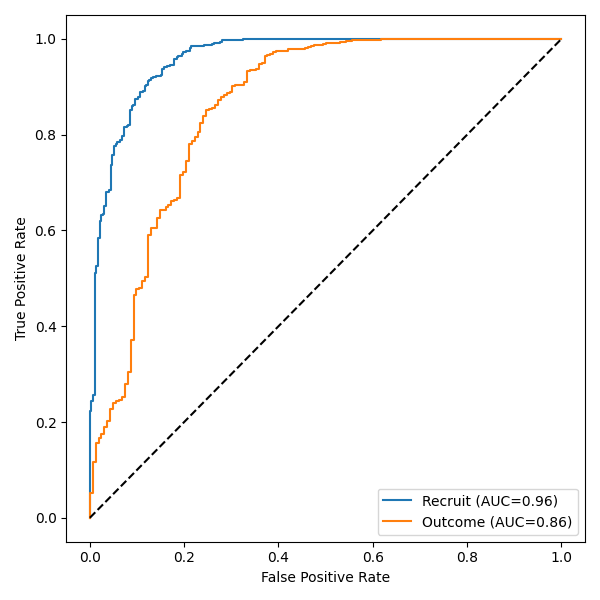 1.0
0.8
0.6
0.4
0.2
0.0
True Positive Rate
0.0 0.2 0.4 0.6 0.8 1.0
False Positive Rate
Recruit (AUC=0.96)
Outcome (AUC=0.86)